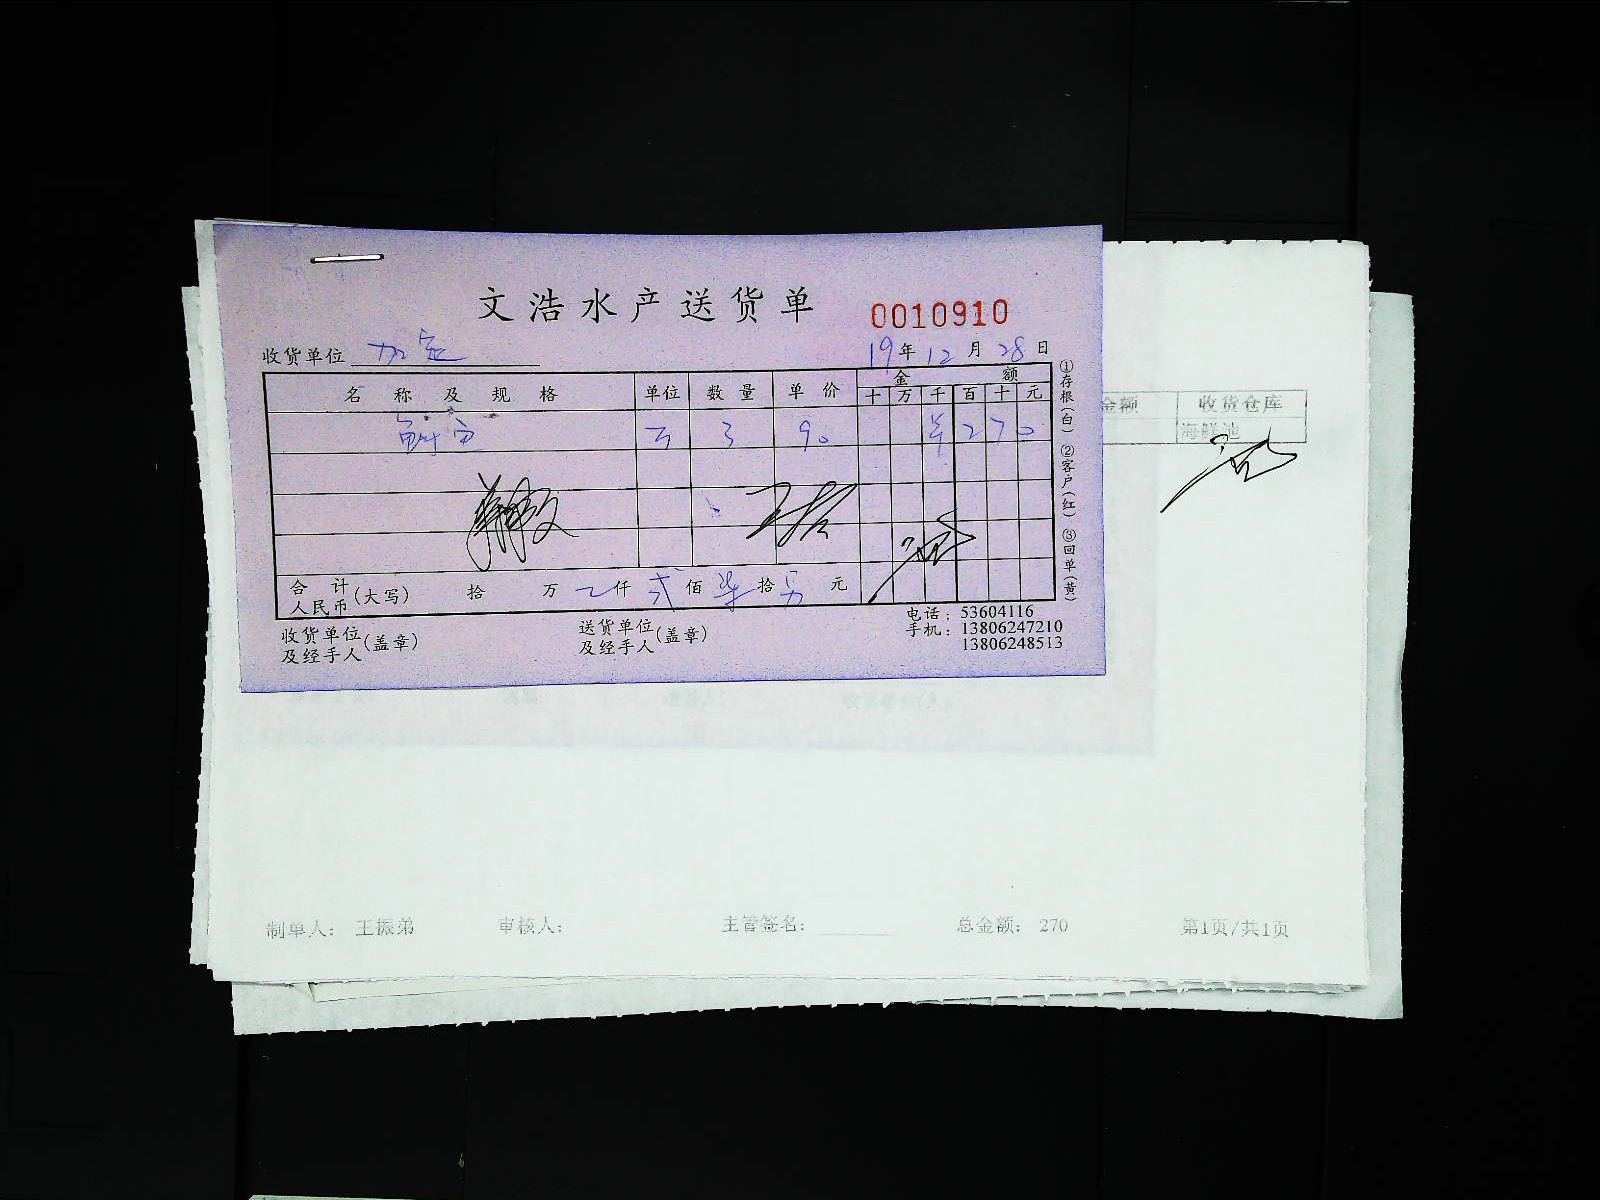 文浩水产送货单 0010910
收货单位 19年12月28日
名称及规格 单位 数量 单价 金额
十 万 千 百 十 元
3 90 270
合计人民币(大写) 拾 万 仟 贰 佰 柒 拾 元
收货单位及经手人(盖章) 送货单位及经手人(盖章)
电话：53604116
手机：13806247210
13806248513
①存根(白) ②客户(红) ③回单(黄)
金额 收货仓库
海鲜池
制单人： 王振弟 审核人： 主管签名： 总金额： 270 第1页/共1页